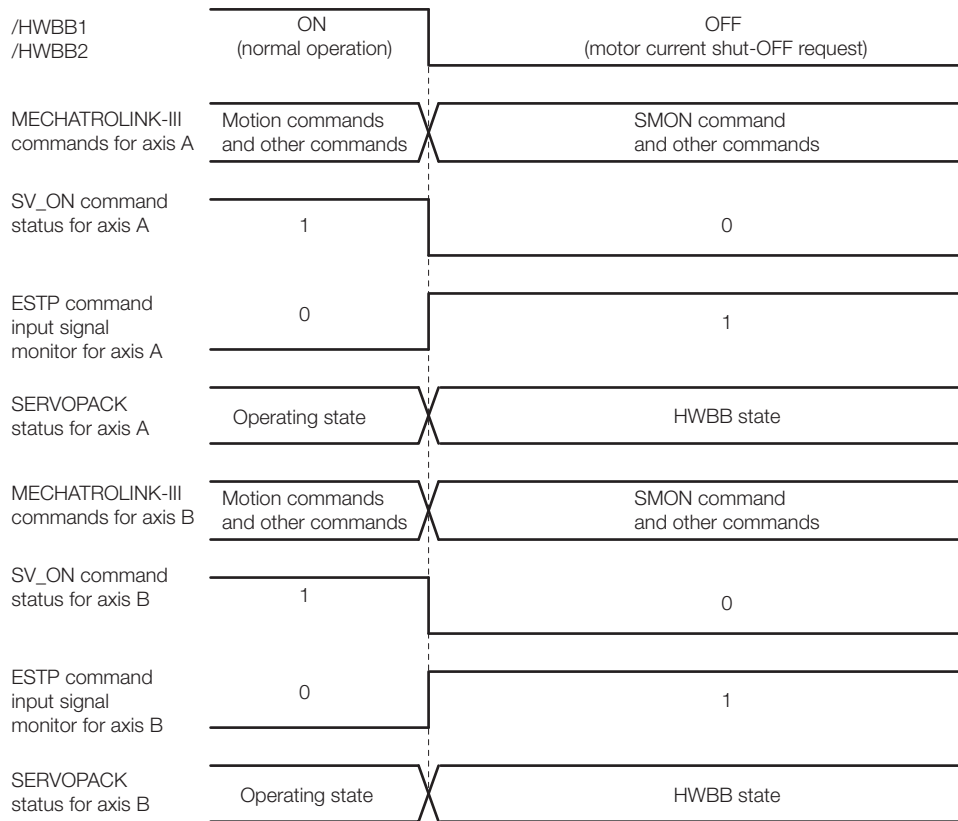 /HWBB1
/HWBB2
ON
(normal operation)
OFF
(motor current shut-OFF request)
MECHATROLINK-III
commands for axis A
Motion commands
and other commands
SMON command
and other commands
SV_ON command
status for axis A
1
0
ESTP command
input signal
monitor for axis A
0
1
SERVOPACK
status for axis A
Operating state
HWBB state
MECHATROLINK-III
commands for axis B
Motion commands
and other commands
SMON command
and other commands
SV_ON command
status for axis B
1
0
ESTP command
input signal
monitor for axis B
0
1
SERVOPACK
status for axis B
Operating state
HWBB state